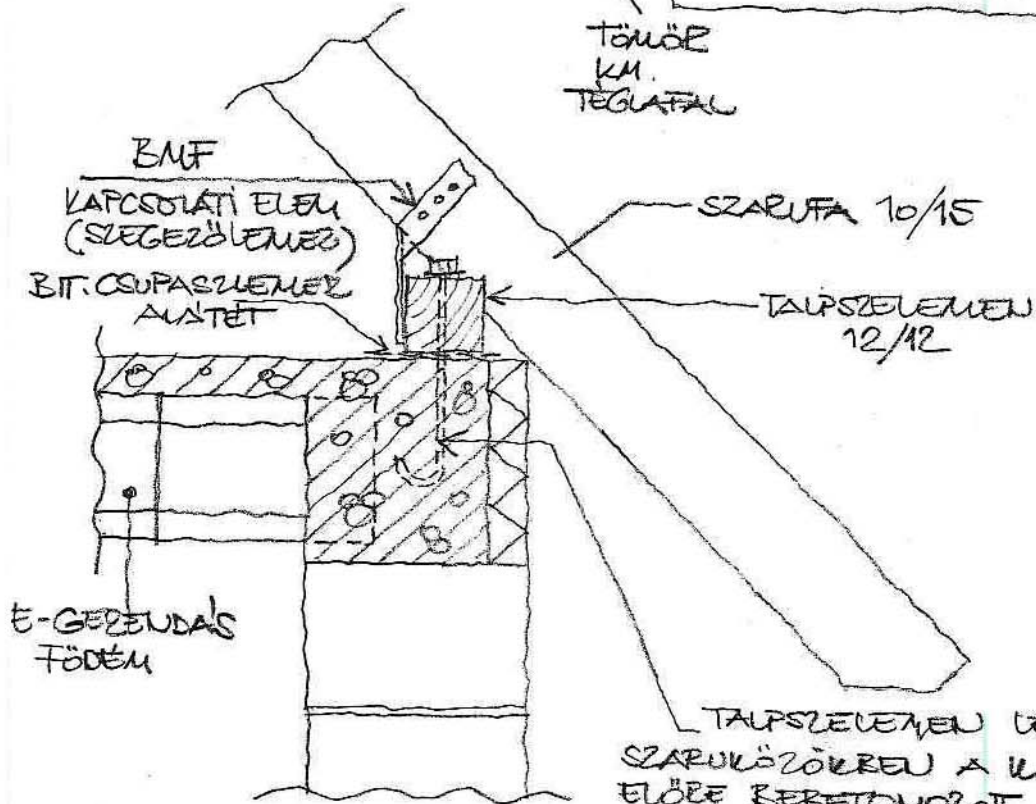 TÖMÖR
KM.
TÉGLAFAL
BMF
KAPCSOLATI ELEM
(SZEGEZŐLEMEZ)
BIT. CSUPASZLEMEZ
ALÁTÉT
SZARUFA 10/15
TALPSZELEMEN
12/12
E-GERENDÁS
FÖDÉM
TALPSZELEMEN
SZARUKÖZÖKBEN A
ELŐRE BEBETONOZOTT